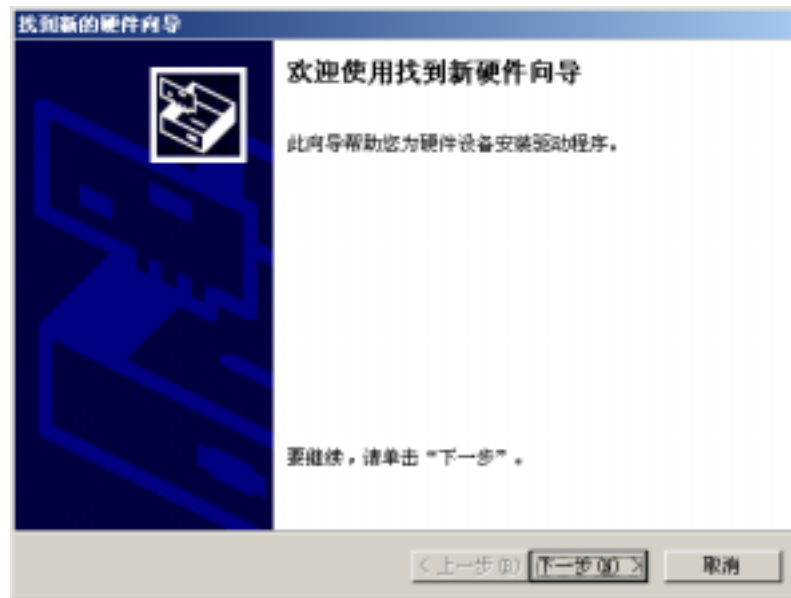 找到新的硬件向导
欢迎使用找到新硬件向导
此向导帮助您为硬件设备安装驱动程序。
要继续，请单击“下一步”。
< 上一步(B)
下一步(N) >
取消